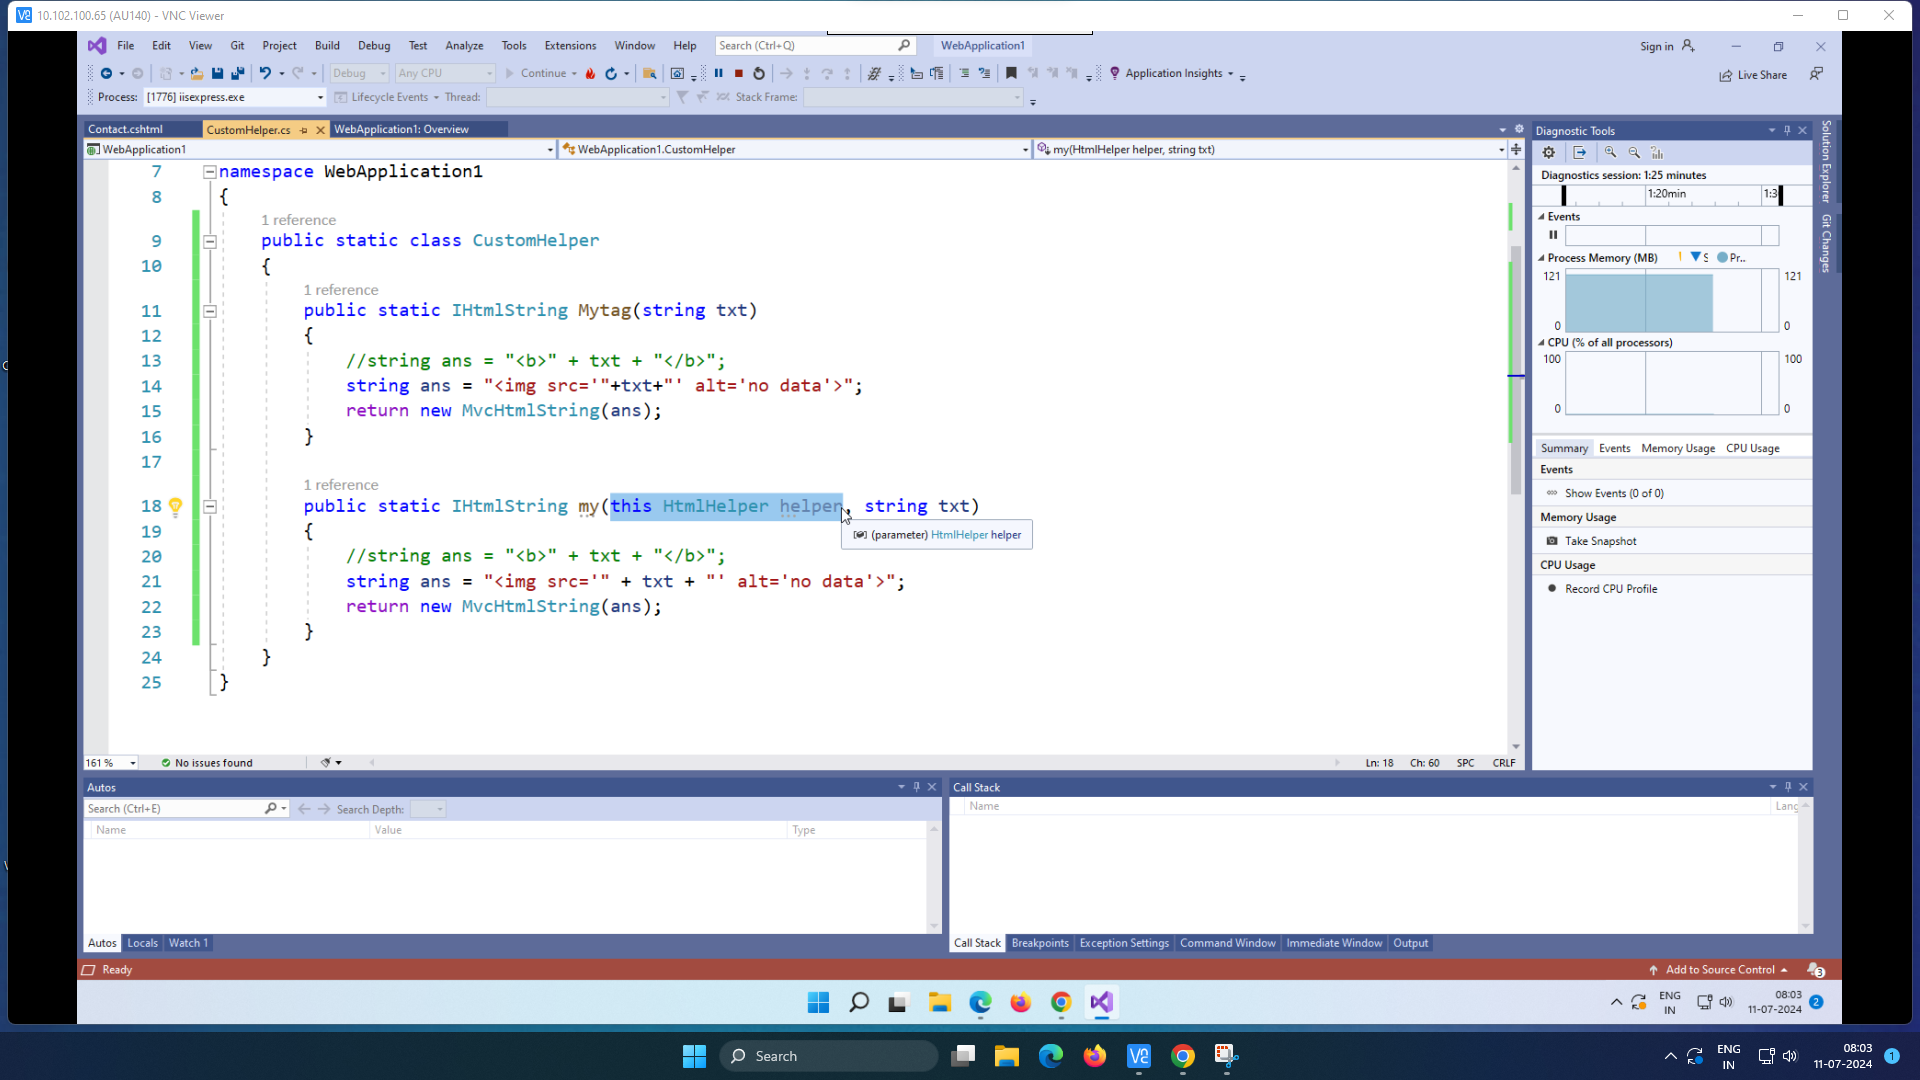 10.102.100.65 (AU140) - VNC Viewer
File Edit View Git Project Build Debug Test Analyze Tools Extensions Window Help Search (Ctrl+Q) WebApplication1 Sign in
Debug Any CPU Continue Application Insights Live Share
Process: [1776] iisexpress.exe Lifecycle Events Thread: Stack Frame:
Contact.cshtml CustomHelper.cs WebApplication1: Overview
WebApplication1 WebApplication1.CustomHelper my(HtmlHelper helper, string txt)
7 namespace WebApplication1
8 {
1 reference
9 public static class CustomHelper
10 {
1 reference
11 public static IHtmlString Mytag(string txt)
12 {
13 //string ans = "<b>" + txt + "</b>";
14 string ans = "<img src='"+txt+"' alt='no data'>";
15 return new MvcHtmlString(ans);
16 }
17
1 reference
18 public static IHtmlString my(this HtmlHelper helper, string txt)
19 {
(parameter) HtmlHelper helper
20 //string ans = "<b>" + txt + "</b>";
21 string ans = "<img src='" + txt + "' alt='no data'>";
22 return new MvcHtmlString(ans);
23 }
24 }
25 }
161 % No issues found Ln: 18 Ch: 60 SPC CRLF
Diagnostic Tools
Diagnostics session: 1:25 minutes
1:20min 1:3
Events
Process Memory (MB) S Pr..
121 121
0 0
CPU (% of all processors)
100 100
0 0
Summary Events Memory Usage CPU Usage
Events
Show Events (0 of 0)
Memory Usage
Take Snapshot
CPU Usage
Record CPU Profile
Solution Explorer
Git Changes
Autos
Search (Ctrl+E) Search Depth:
Name Value Type
Autos Locals Watch 1
Call Stack
Name Lang
Call Stack Breakpoints Exception Settings Command Window Immediate Window Output
Ready Add to Source Control 3
ENG
IN
08:03
11-07-2024
2
Search
ENG
IN
08:03
11-07-2024
1